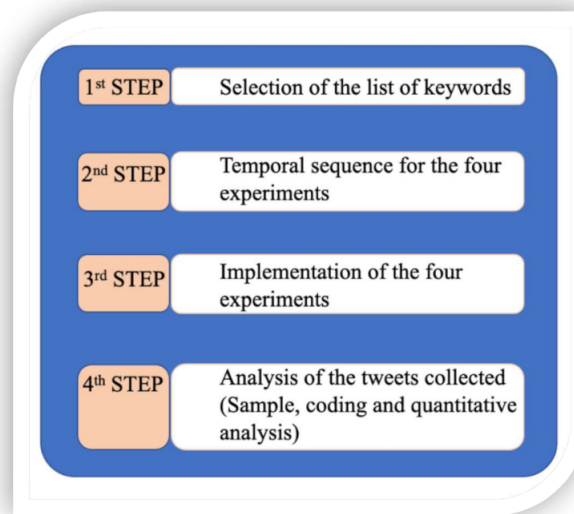 1st STEP Selection of the list of keywords
2nd STEP Temporal sequence for the four
experiments
3rd STEP Implementation of the four
experiments
4th STEP Analysis of the tweets collected
(Sample, coding and quantitative
analysis)